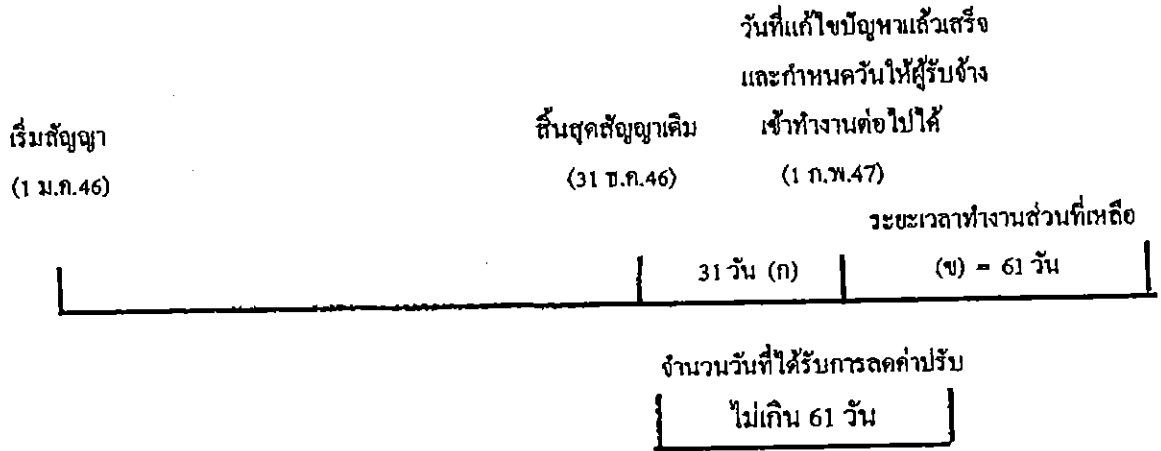 วันที่แก้ไขปัญหาแล้วเสร็จ
และกำหนดวันให้ผู้รับจ้าง
เริ่มสัญญา
สิ้นสุดสัญญาเดิม
เข้าทำงานต่อไปได้
(1 ม.ค.46)
(31 ธ.ค.46)
(1 ก.พ.47)
ระยะเวลาทำงานส่วนที่เหลือ
31 วัน (ก)
(ข) = 61 วัน
จำนวนวันที่ได้รับการลดค่าปรับ
ไม่เกิน 61 วัน